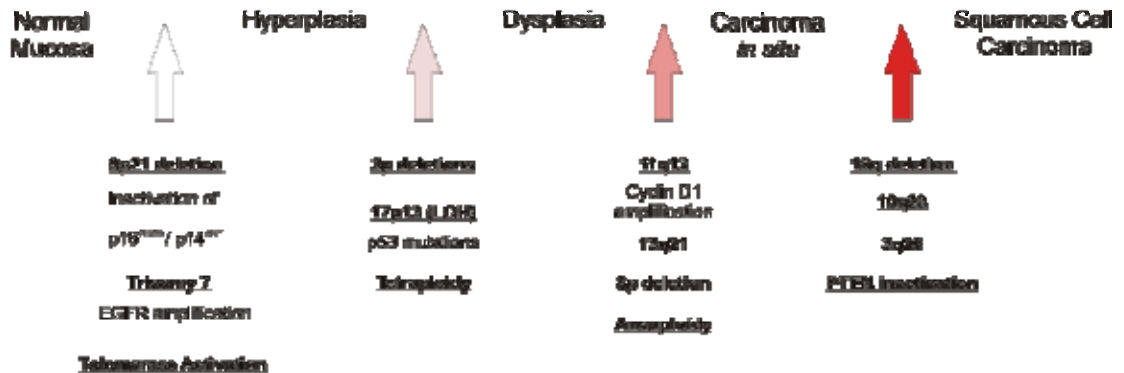 Normal
Mucosa
Hyperplasia
Dysplasia
Carcinoma
in situ
Squamous Cell
Carcinoma
9p21 deletion
Inactivation of
p16 / p14
Trisomy 7
EGFR amplification
Telomerase Activation
3p deletions
17p13 (LOH)
p53 mutations
Tetraploidy
11q13
Cyclin D1
amplification
13q21
8p deletion
Aneuploidy
18q deletion
PTEN Inactivation